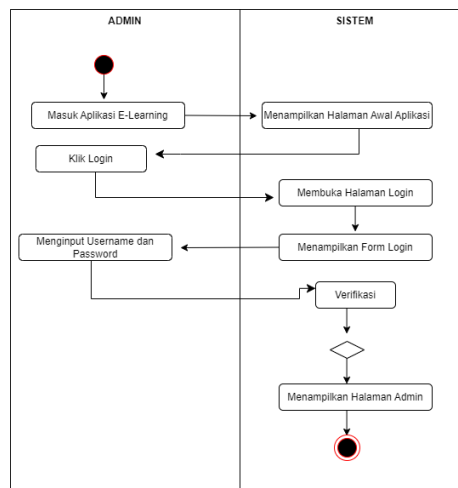 ADMIN
SISTEM
Masuk Aplikasi E-Learning
Menampilkan Halaman Awal Aplikasi
Klik Login
Membuka Halaman Login
Menginput Username dan
Password
Menampilkan Form Login
Verifikasi
Menampilkan Halaman Admin